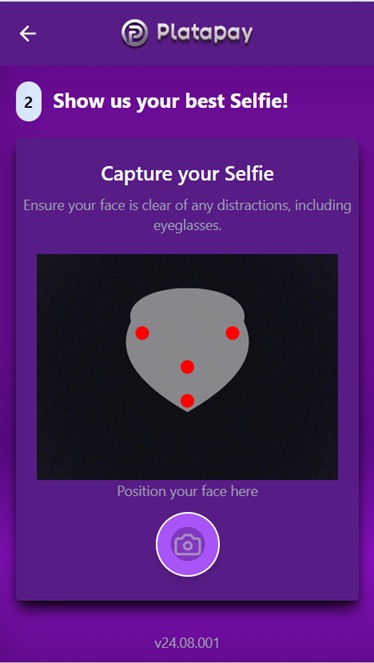 Platapay
2 Show us your best Selfie!
Capture your Selfie
Ensure your face is clear of any distractions, including
eyeglasses.
Position your face here
v24.08.001